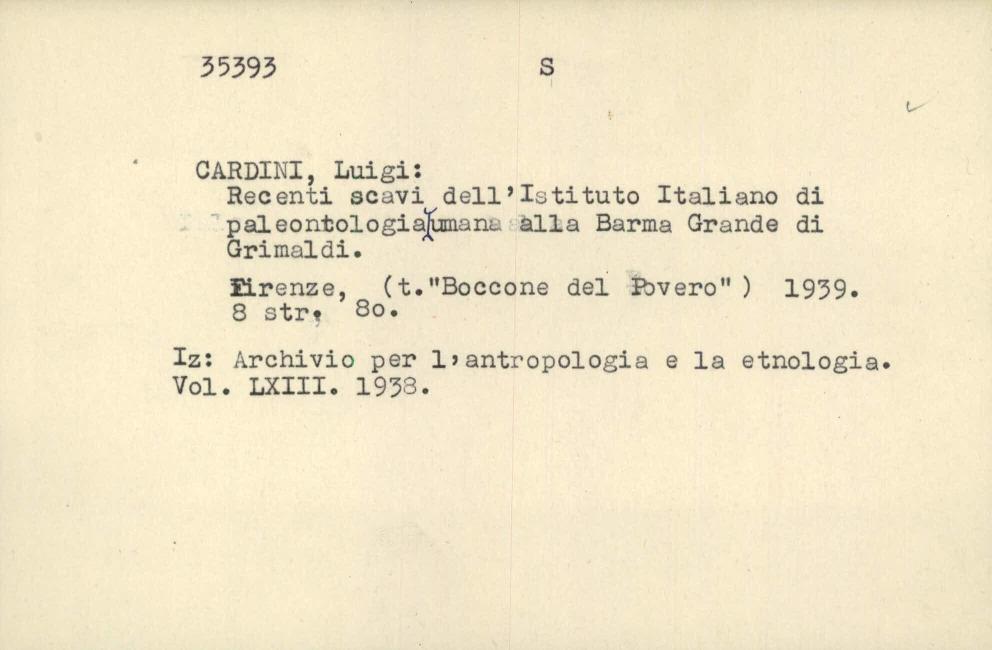 35393 S
CARDINI, Luigi:
Recenti scavi dell'Istituto Italiano di
paleontologia umana alla Barma Grande di
Grimaldi.
Firenze, (t."Boccone del Povero") 1939.
8 str, 8o.
Iz: Archivio per l'antropologia e la etnologia.
Vol. LXIII. 1938.